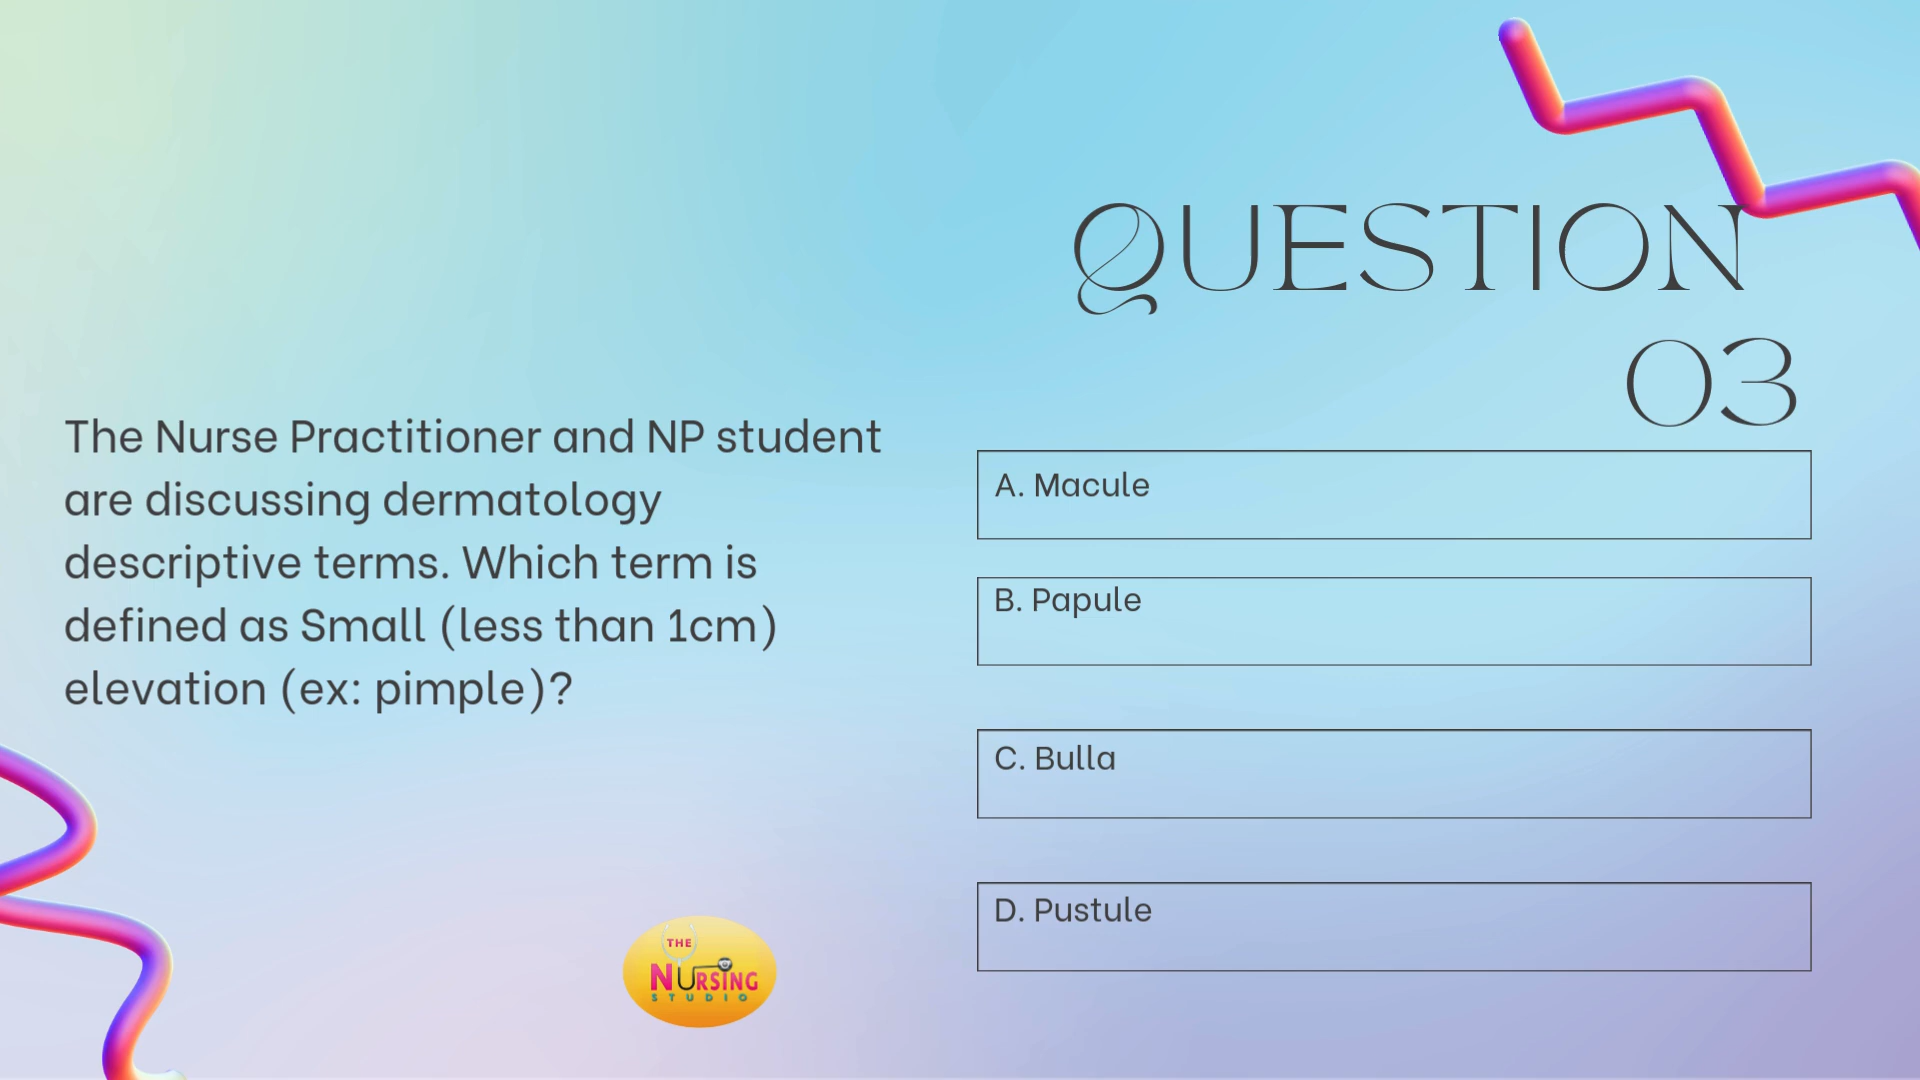 QUESTION
03
The Nurse Practitioner and NP student
are discussing dermatology
descriptive terms. Which term is
defined as Small (less than 1cm)
elevation (ex: pimple)?
A. Macule
B. Papule
C. Bulla
D. Pustule
THE
NURSING
STUDIO